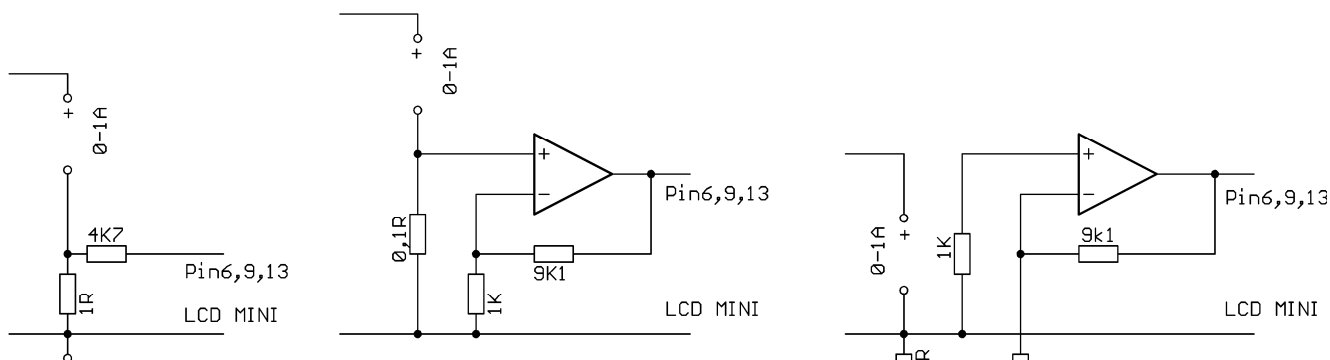 +
0-1A
4K7
Pin6,9,13
1R
LCD MINI
+
0-1A
+
−
Pin6,9,13
0,1R
9K1
1K
LCD MINI
0-1A
+
1K
+
−
Pin6,9,13
9k1
LCD MINI
R